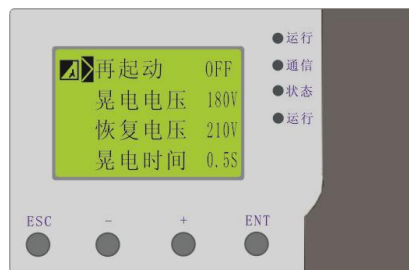 再起动 OFF
晃电电压 180V
恢复电压 210V
晃电时间 0.5S
运行
通信
状态
运行
ESC - + ENT